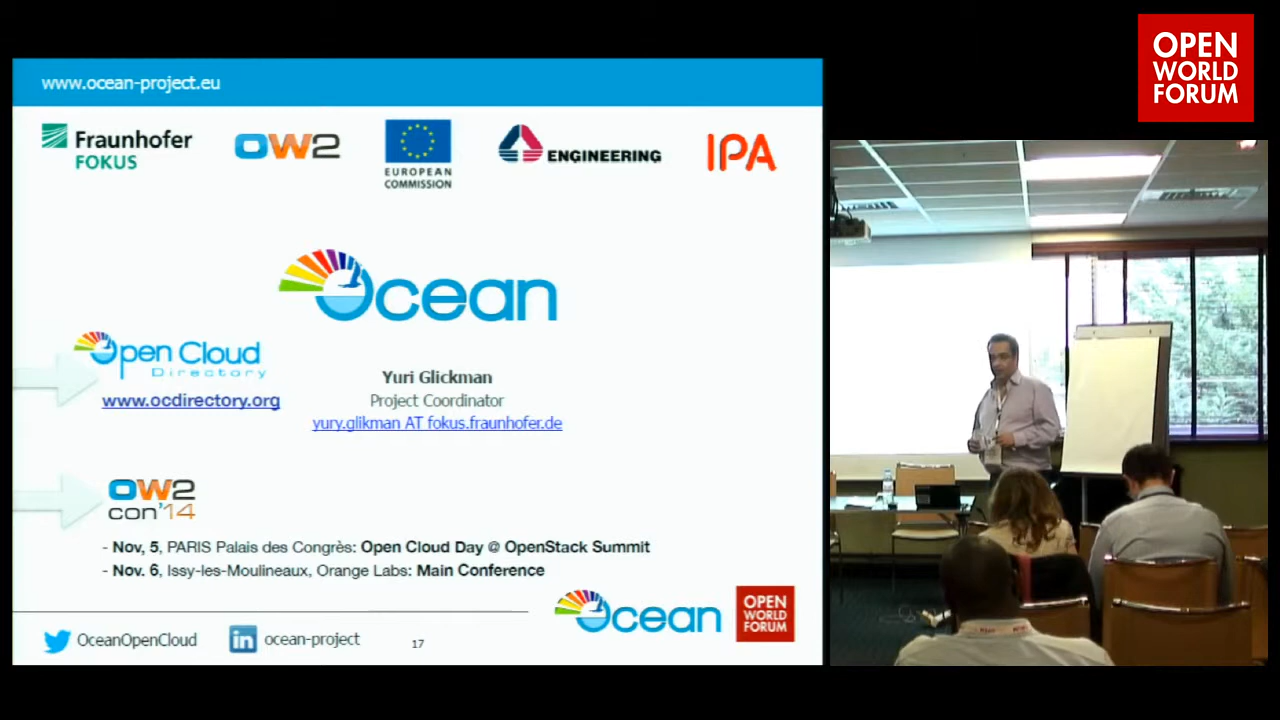 OPEN
WORLD
FORUM
www.ocean-project.eu
Fraunhofer
FOKUS
OW2
EUROPEAN
COMMISSION
ENGINEERING
IPA
Ocean
Open Cloud
Directory
www.ocdirectory.org
Yuri Glickman
Project Coordinator
yury.glikman AT fokus.fraunhofer.de
OW2
con'14
- Nov, 5, PARIS Palais des Congrès: Open Cloud Day @ OpenStack Summit
- Nov. 6, Issy-les-Moulineaux, Orange Labs: Main Conference
Ocean
OPEN
WORLD
FORUM
OceanOpenCloud
in
ocean-project
17